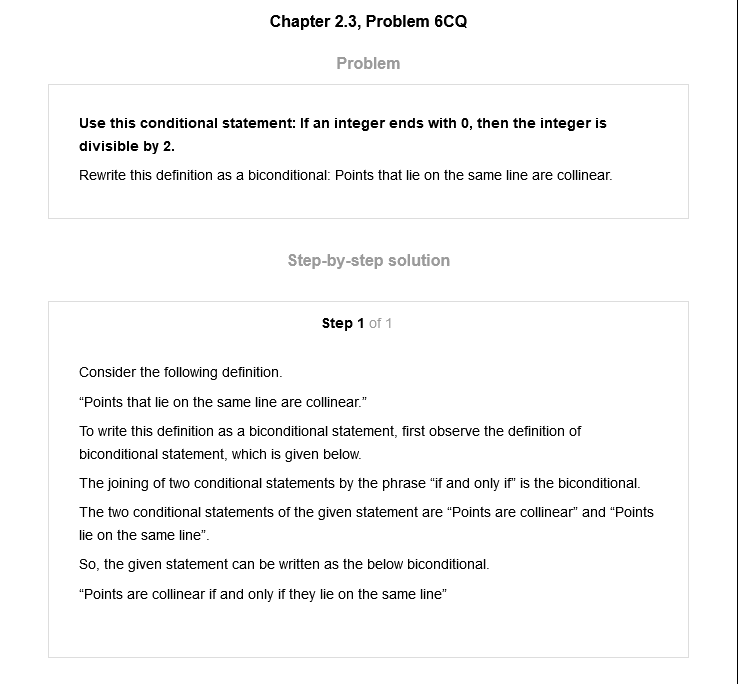 Chapter 2.3, Problem 6CQ
Problem
Use this conditional statement: If an integer ends with 0, then the integer is
divisible by 2.
Rewrite this definition as a biconditional: Points that lie on the same line are collinear.
Step-by-step solution
Step 1 of 1
Consider the following definition.
“Points that lie on the same line are collinear.”
To write this definition as a biconditional statement, first observe the definition of
biconditional statement, which is given below.
The joining of two conditional statements by the phrase “if and only if” is the biconditional.
The two conditional statements of the given statement are “Points are collinear” and “Points
lie on the same line”.
So, the given statement can be written as the below biconditional.
“Points are collinear if and only if they lie on the same line”